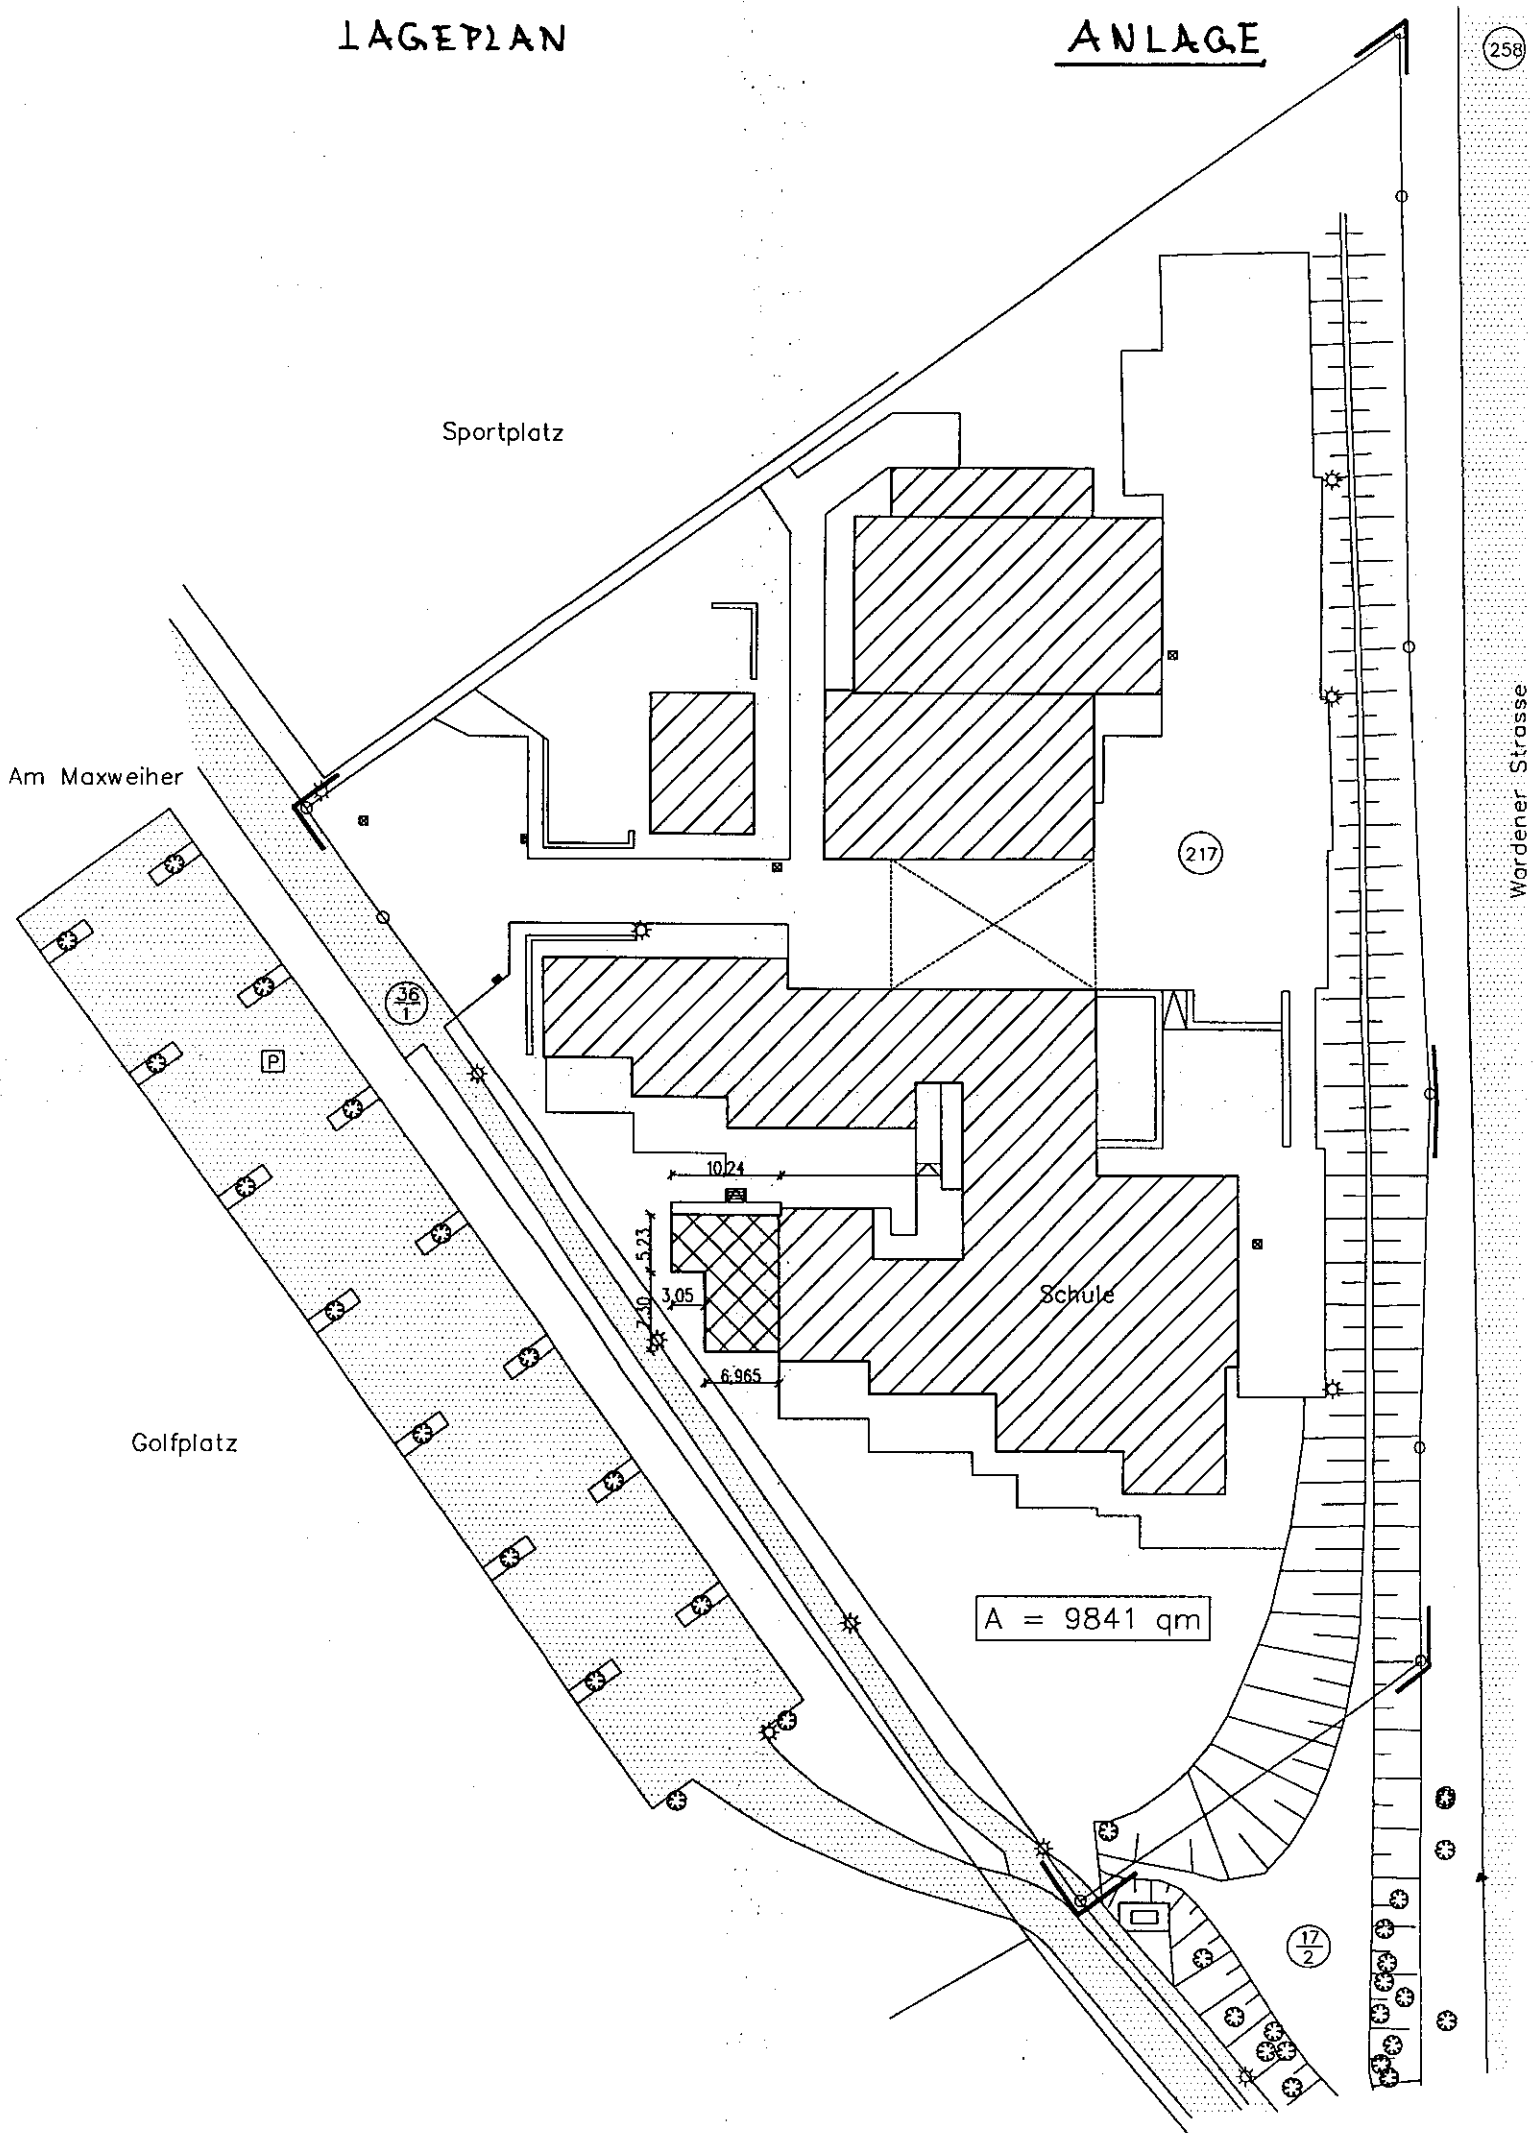 LAGEPLAN
ANLAGE
258
Sportplatz
Wardener Strasse
Am Maxweiher
217
36
1
P
10,24
5,23
3,05
7,30
6,965
Schule
Golfplatz
A = 9841 qm
17
2